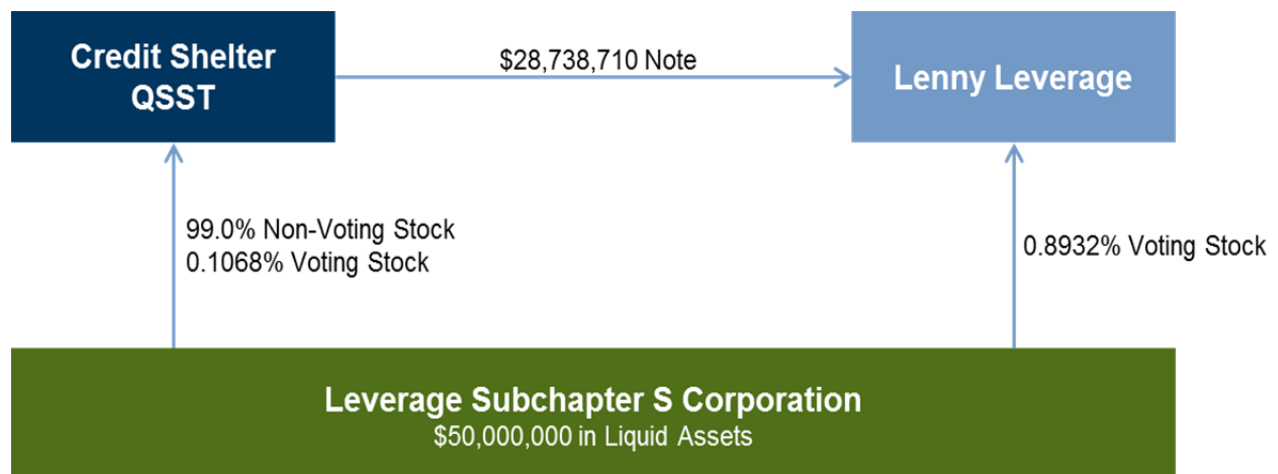 Credit Shelter
QSST
$28,738,710 Note
Lenny Leverage
99.0% Non-Voting Stock
0.1068% Voting Stock
0.8932% Voting Stock
Leverage Subchapter S Corporation
$50,000,000 in Liquid Assets